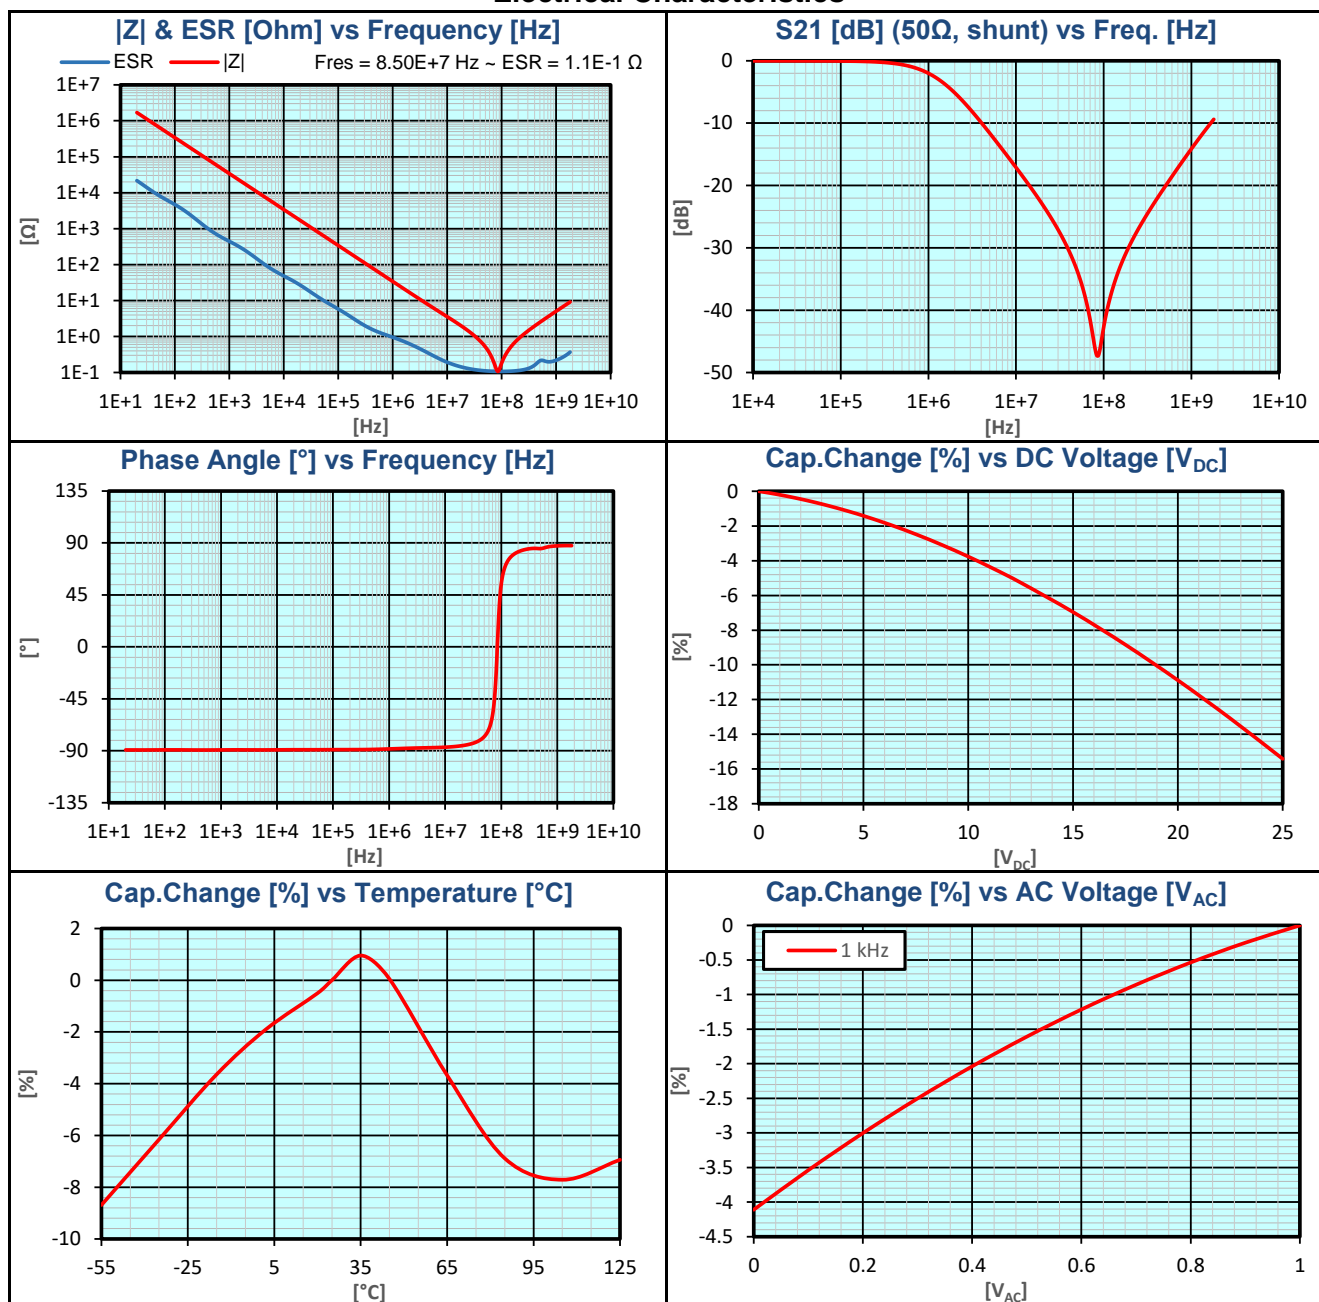 |Z| & ESR [Ohm] vs Frequency [Hz]
ESR |Z| Fres = 8.50E+7 Hz ~ ESR = 1.1E-1 Ω
1E+7
1E+6
1E+5
1E+4
1E+3
1E+2
1E+1
1E+0
1E-1
[Ω]
1E+1 1E+2 1E+3 1E+4 1E+5 1E+6 1E+7 1E+8 1E+9 1E+10
[Hz]
S21 [dB] (50Ω, shunt) vs Freq. [Hz]
0
-10
-20
-30
-40
-50
[dB]
1E+4 1E+5 1E+6 1E+7 1E+8 1E+9 1E+10
[Hz]
Phase Angle [°] vs Frequency [Hz]
135
90
45
0
-45
-90
-135
[°]
1E+1 1E+2 1E+3 1E+4 1E+5 1E+6 1E+7 1E+8 1E+9 1E+10
[Hz]
Cap.Change [%] vs DC Voltage [VDC]
0
-2
-4
-6
-8
-10
-12
-14
-16
-18
[%]
0 5 10 15 20 25
[VDC]
Cap.Change [%] vs Temperature [°C]
2
0
-2
-4
-6
-8
-10
[%]
-55 -25 5 35 65 95 125
[°C]
Cap.Change [%] vs AC Voltage [VAC]
1 kHz
0
-0.5
-1
-1.5
-2
-2.5
-3
-3.5
-4
-4.5
[%]
0 0.2 0.4 0.6 0.8 1
[VAC]